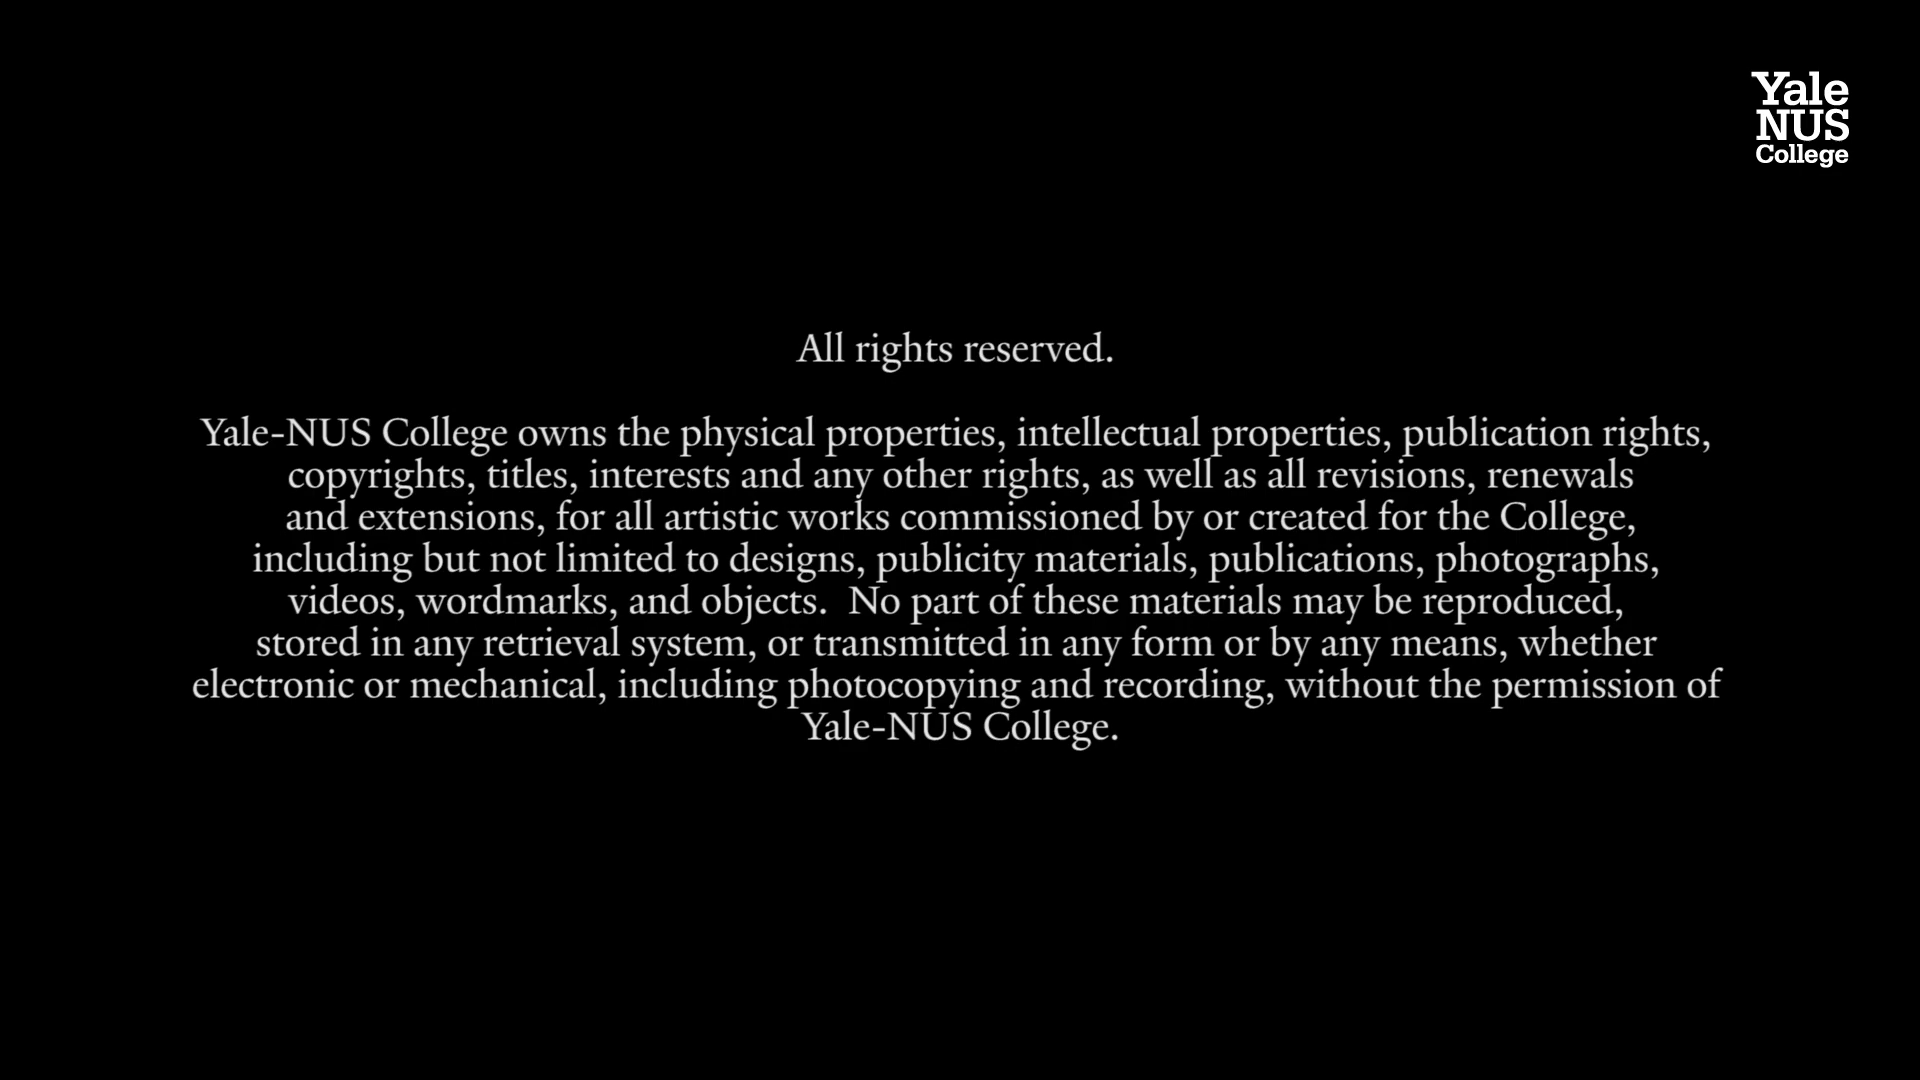 Yale
NUS
College
All rights reserved.
Yale-NUS College owns the physical properties, intellectual properties, publication rights,
copyrights, titles, interests and any other rights, as well as all revisions, renewals
and extensions, for all artistic works commissioned by or created for the College,
including but not limited to designs, publicity materials, publications, photographs,
videos, wordmarks, and objects.  No part of these materials may be reproduced,
stored in any retrieval system, or transmitted in any form or by any means, whether
electronic or mechanical, including photocopying and recording, without the permission of
Yale-NUS College.